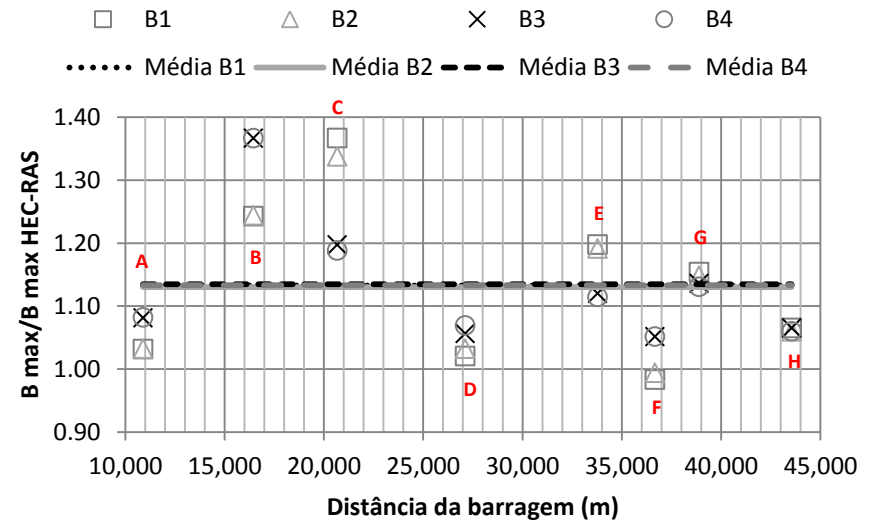 B1 B2 B3 B4
Média B1 Média B2 Média B3 Média B4
B max/B max HEC-RAS
1.40
1.30
1.20
1.10
1.00
0.90
A
B
C
D
E
F
G
H
10,000 15,000 20,000 25,000 30,000 35,000 40,000 45,000
Distância da barragem (m)